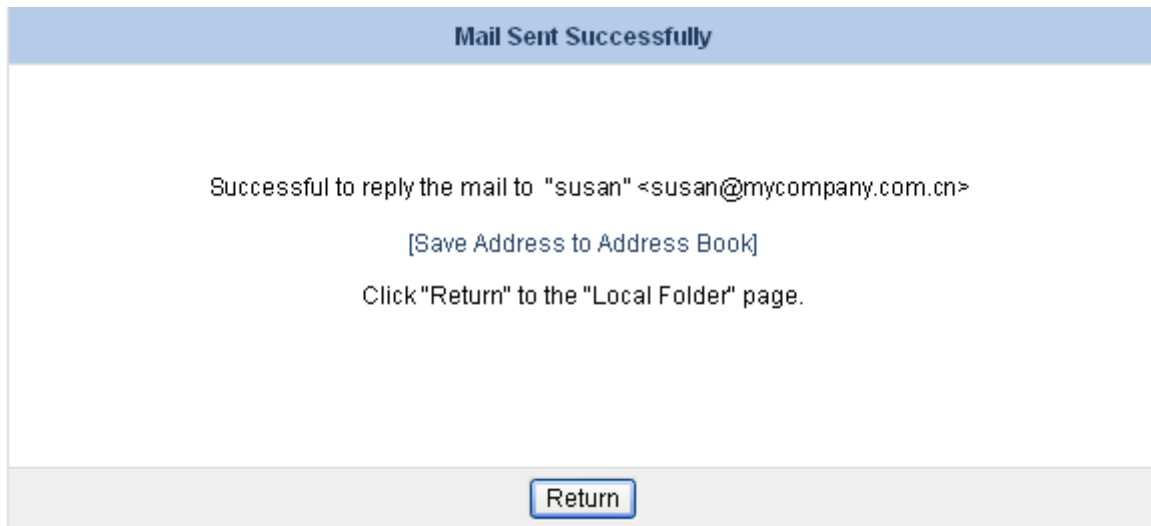 Mail Sent Successfully
Successful to reply the mail to "susan" <susan@mycompany.com.cn>
[Save Address to Address Book]
Click "Return" to the "Local Folder" page.
Return